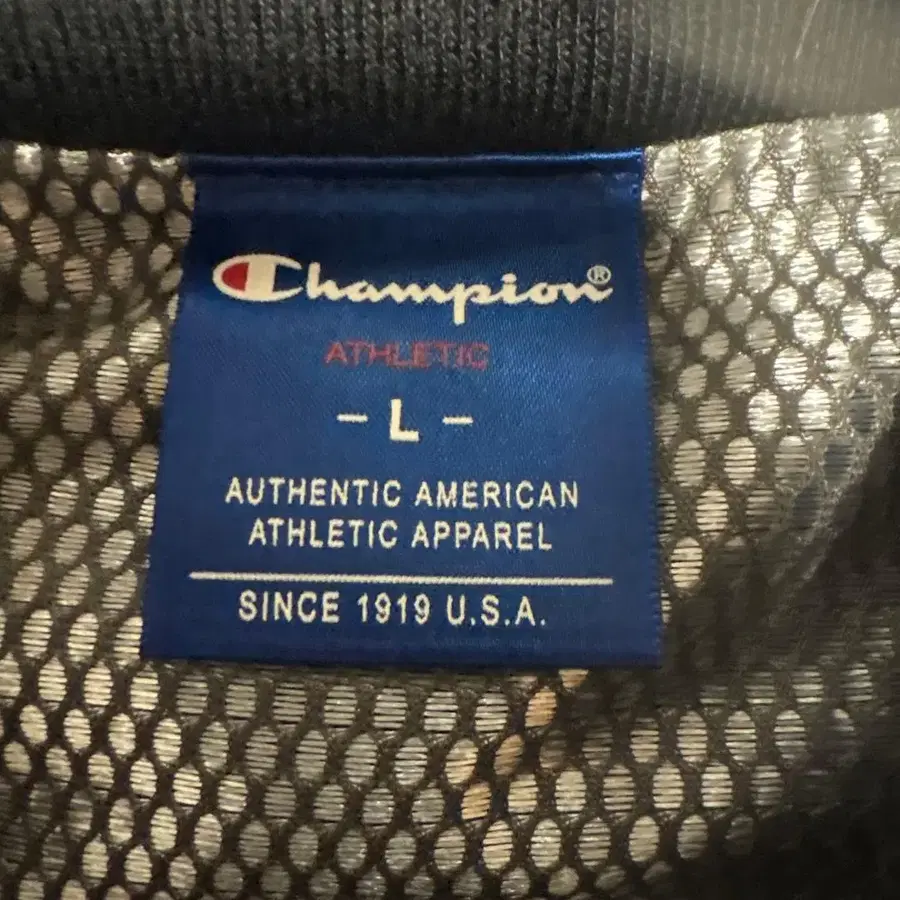 Champion®
ATHLETIC
- L -
AUTHENTIC AMERICAN
ATHLETIC APPAREL
SINCE 1919 U.S.A.